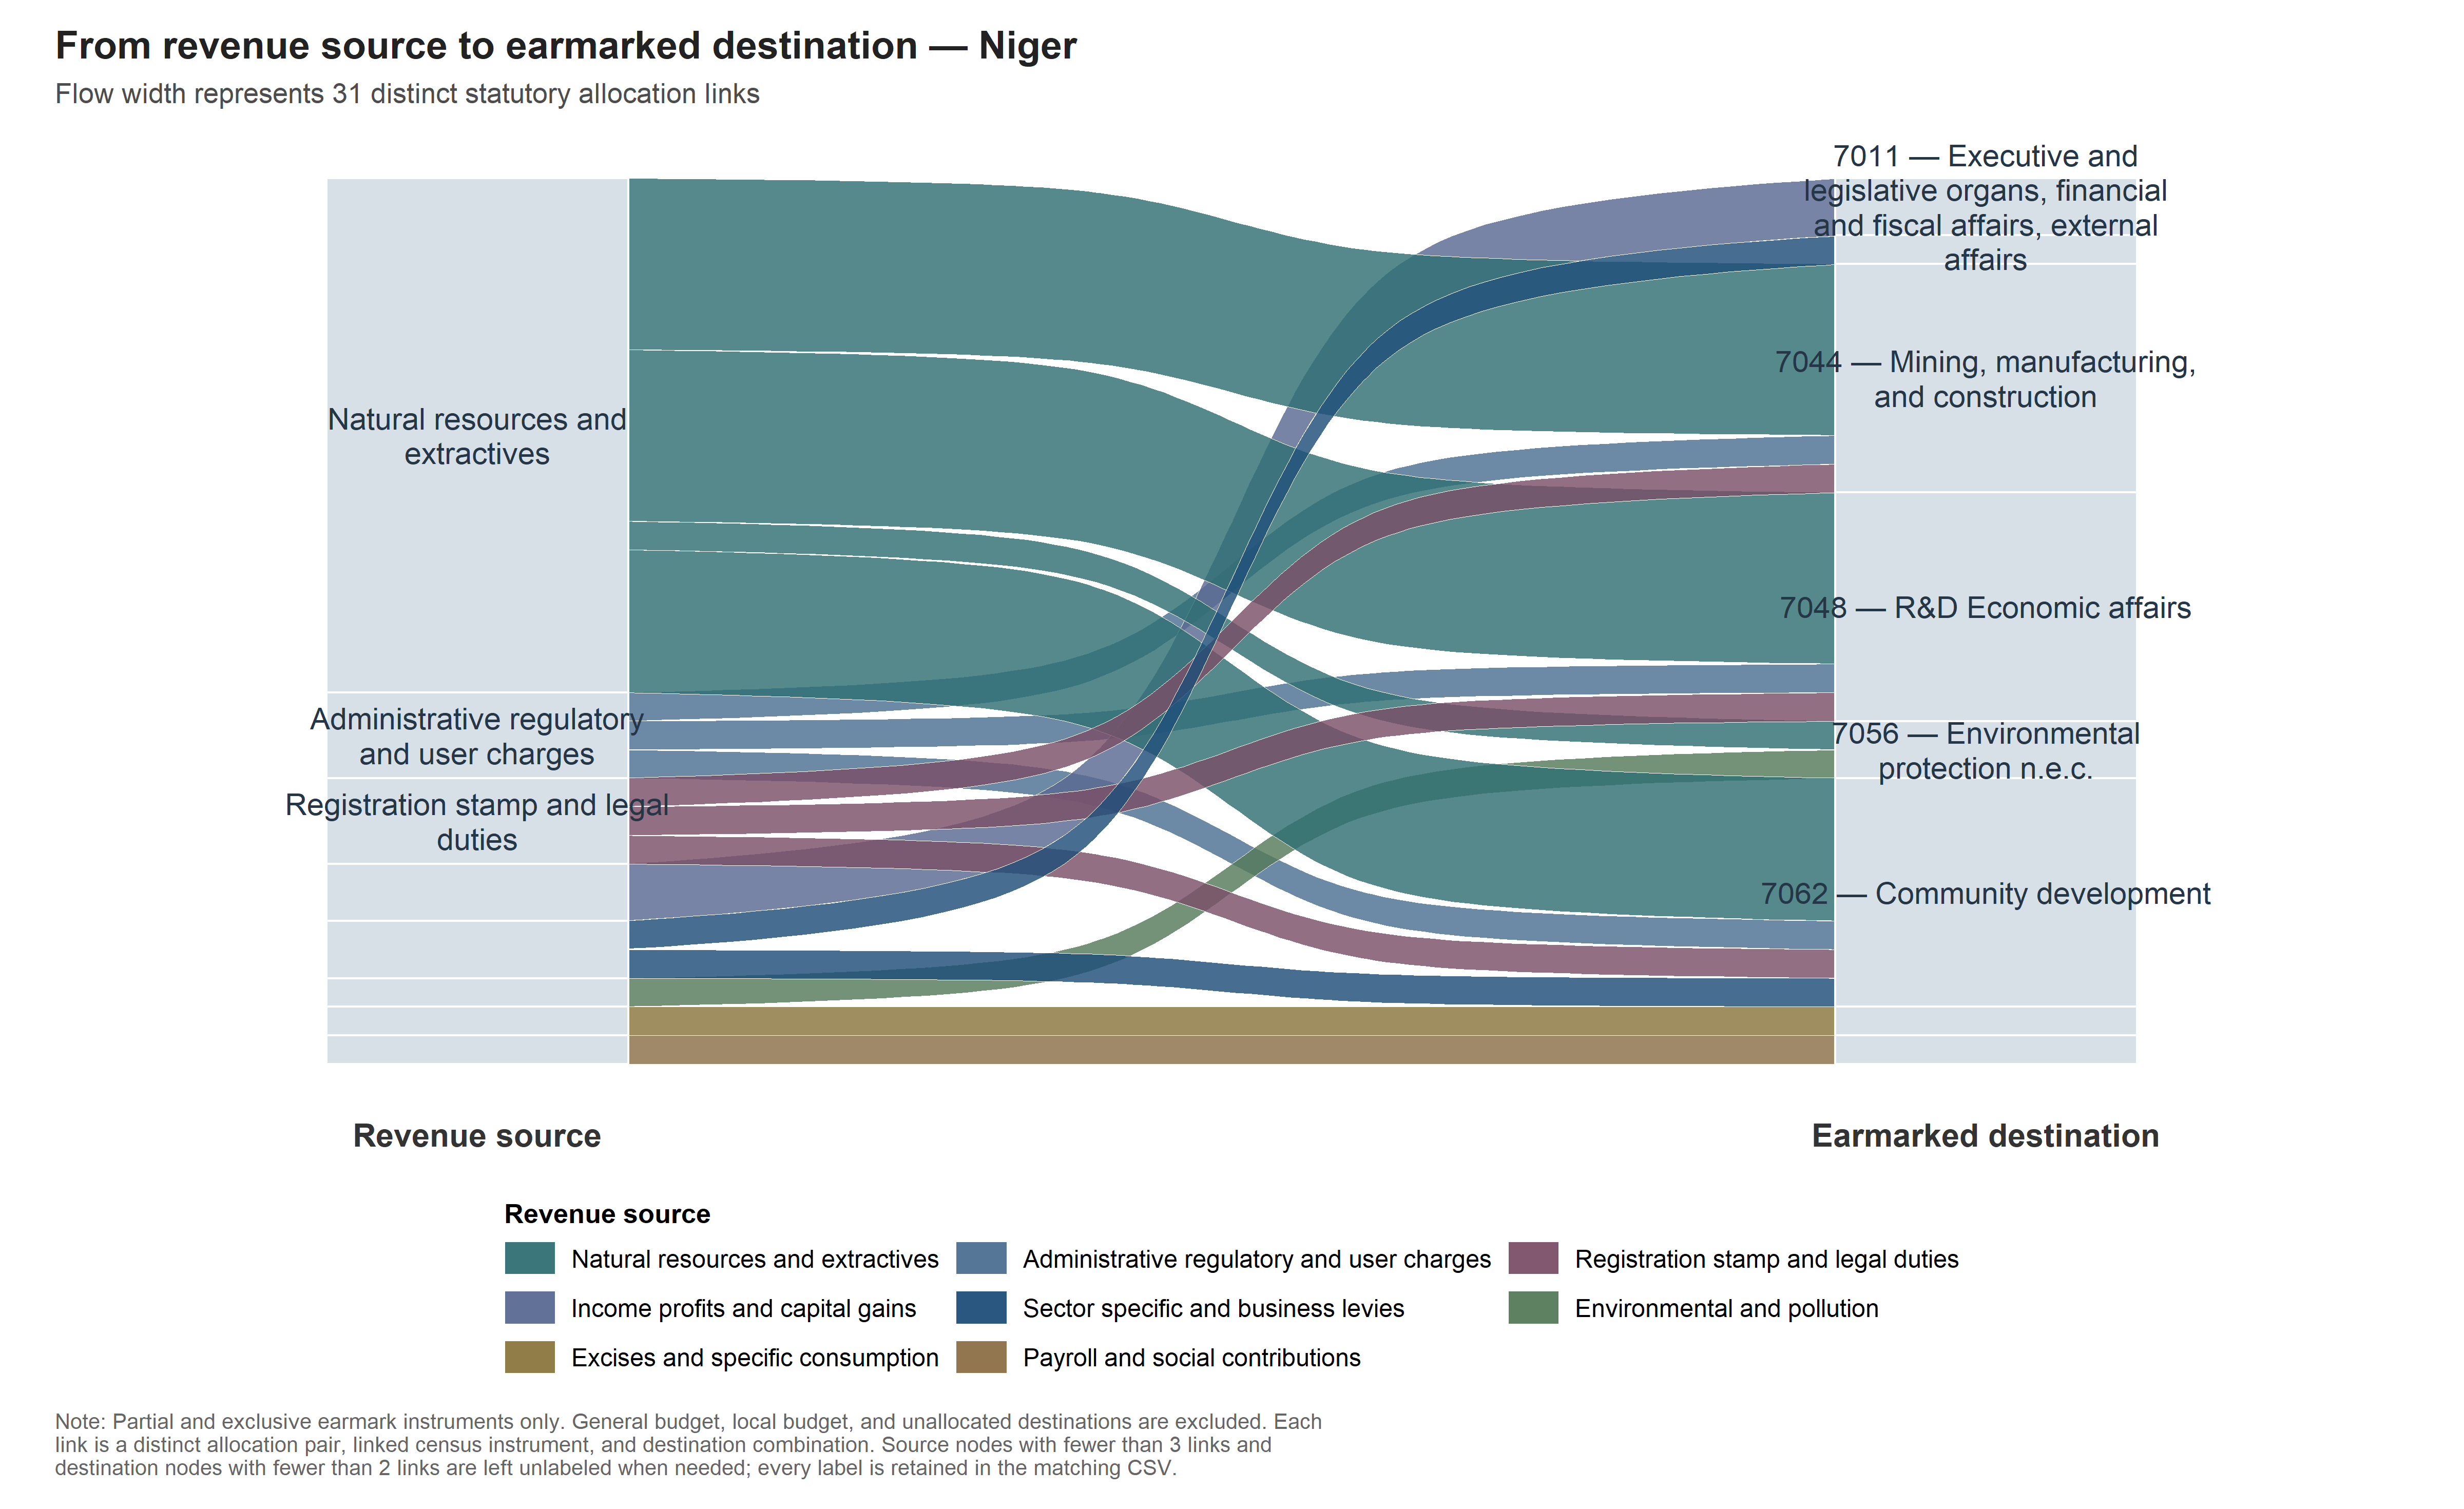 From revenue source to earmarked destination — Niger
Flow width represents 31 distinct statutory allocation links
7011 — Executive and
legislative organs, financial
and fiscal affairs, external
affairs
7044 — Mining, manufacturing,
and construction
Natural resources and
extractives
7048 — R&D Economic affairs
Administrative regulatory
and user charges
7056 — Environmental
protection n.e.c.
Registration stamp and legal
duties
7062 — Community development
Revenue source
Earmarked destination
Revenue source
Natural resources and extractives
Administrative regulatory and user charges
Registration stamp and legal duties
Income profits and capital gains
Sector specific and business levies
Environmental and pollution
Excises and specific consumption
Payroll and social contributions
Note: Partial and exclusive earmark instruments only. General budget, local budget, and unallocated destinations are excluded. Each
link is a distinct allocation pair, linked census instrument, and destination combination. Source nodes with fewer than 3 links and
destination nodes with fewer than 2 links are left unlabeled when needed; every label is retained in the matching CSV.